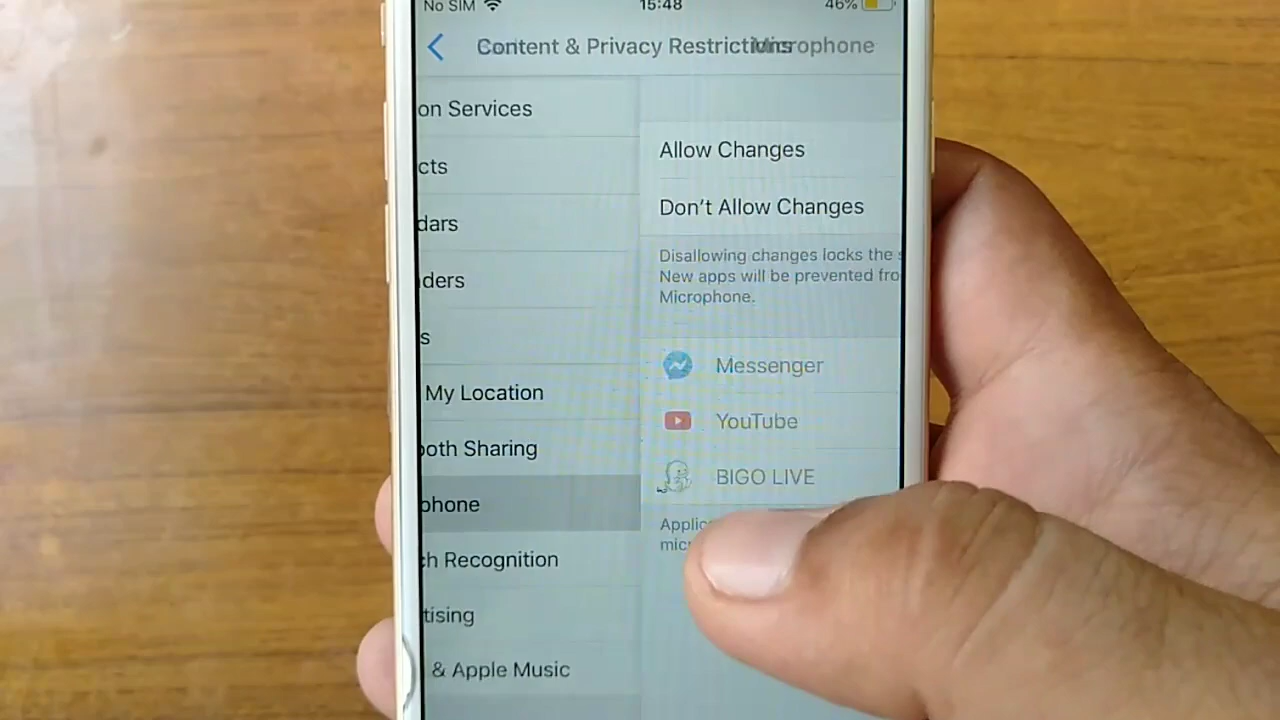 No SIM 15:48 46%
Content & Privacy Restrictions Microphone
on Services
cts
dars
ders
s
My Location
ooth Sharing
phone
ch Recognition
tising
& Apple Music
Allow Changes
Don't Allow Changes
Disallowing changes locks the s
New apps will be prevented fro
Microphone.
Messenger
YouTube
BIGO LIVE
Applic
mic